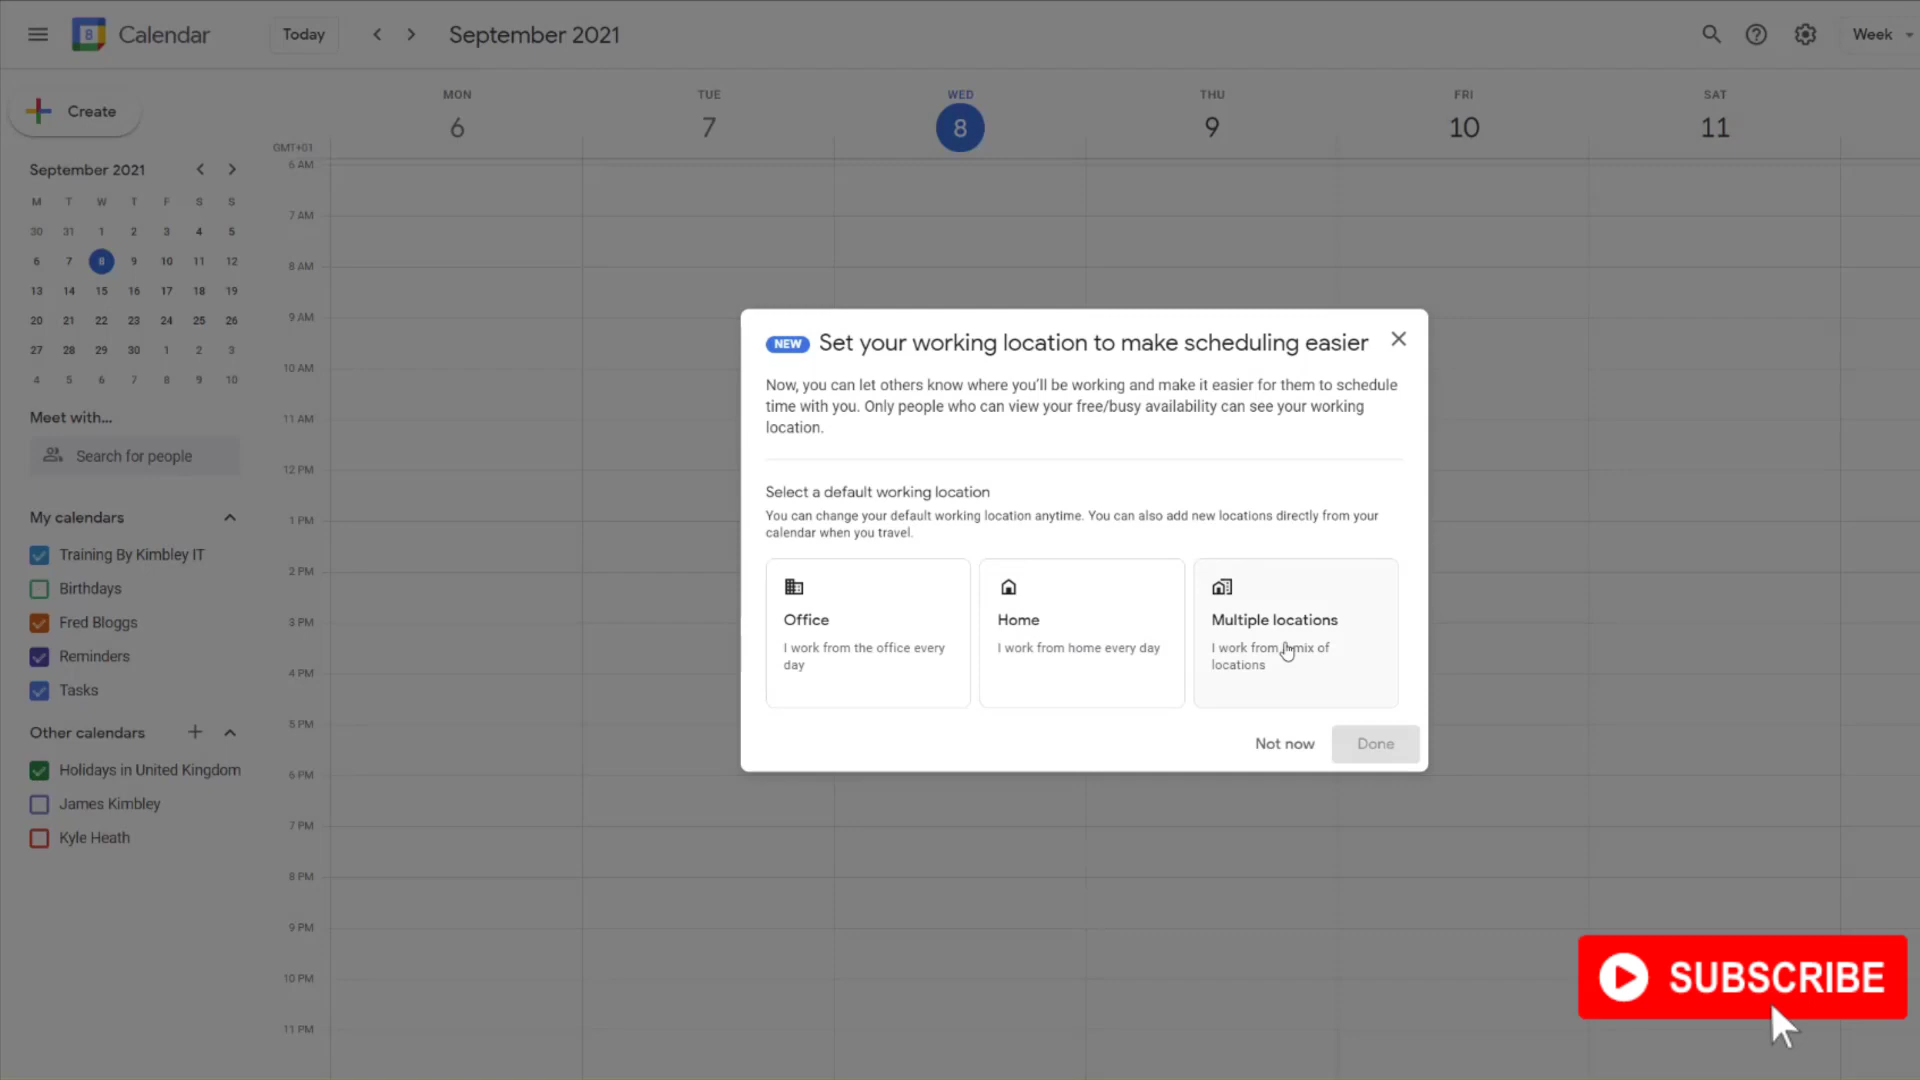 8
Calendar
Today
September 2021
Week
Create
September 2021
M T W T F S S
30 31 1 2 3 4 5
6 7 8 9 10 11 12
13 14 15 16 17 18 19
20 21 22 23 24 25 26
27 28 29 30 1 2 3
4 5 6 7 8 9 10
Meet with...
Search for people
My calendars
Training By Kimbley IT
Birthdays
Fred Bloggs
Reminders
Tasks
Other calendars
Holidays in United Kingdom
James Kimbley
Kyle Heath
MON TUE WED THU FRI SAT
6 7 8 9 10 11
GMT+01
6 AM
7 AM
8 AM
9 AM
10 AM
11 AM
12 PM
1 PM
2 PM
3 PM
4 PM
5 PM
6 PM
7 PM
8 PM
9 PM
10 PM
11 PM
NEW Set your working location to make scheduling easier
Now, you can let others know where you'll be working and make it easier for them to schedule
time with you. Only people who can view your free/busy availability can see your working
location.
Select a default working location
You can change your default working location anytime. You can also add new locations directly from your
calendar when you travel.
Office
I work from the office every
day
Home
I work from home every day
Multiple locations
I work from mix of
locations
Not now
Done
SUBSCRIBE